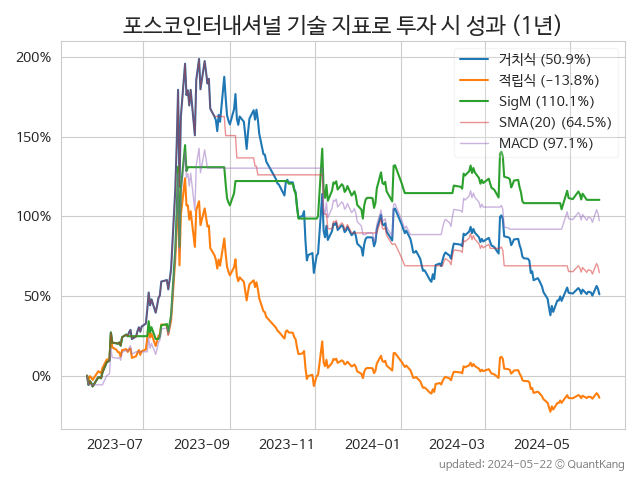 포스코인터내셔널 기술 지표로 투자 시 성과 (1년)
200%
150%
100%
50%
0%
거치식 (50.9%)
적립식 (−13.8%)
SigM (110.1%)
SMA(20) (64.5%)
MACD (97.1%)
2023−07
2023−09
2023−11
2024−01
2024−03
2024−05
updated: 2024−05−22 © QuantKang